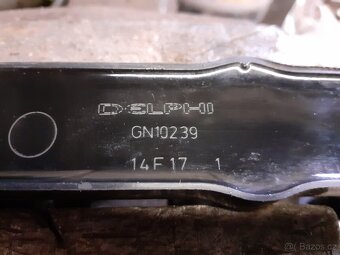 DELPHI
GN10239
14F17 1
Bazos.cz